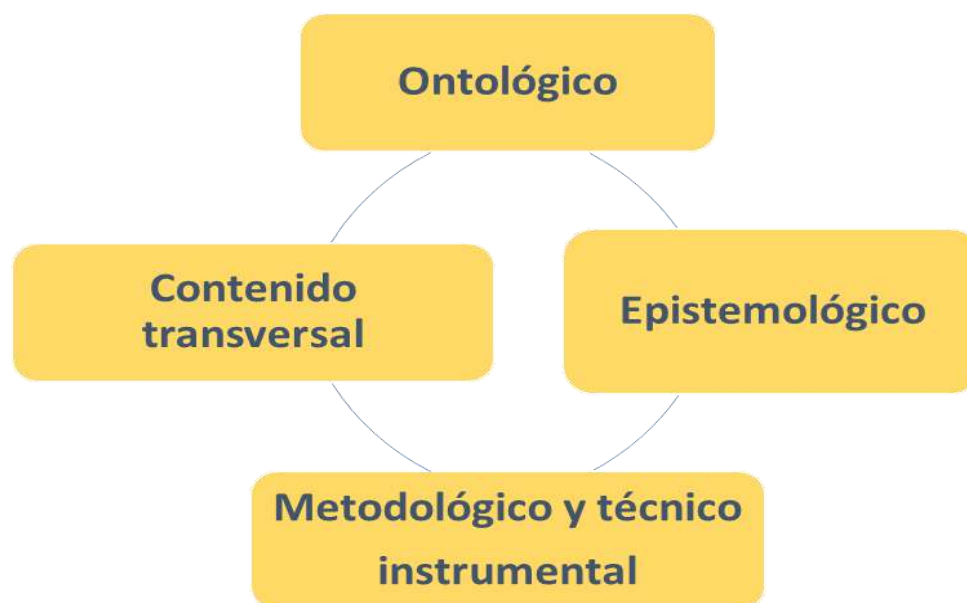 Ontológico
Contenido
transversal
Epistemológico
Metodológico y técnico
instrumental